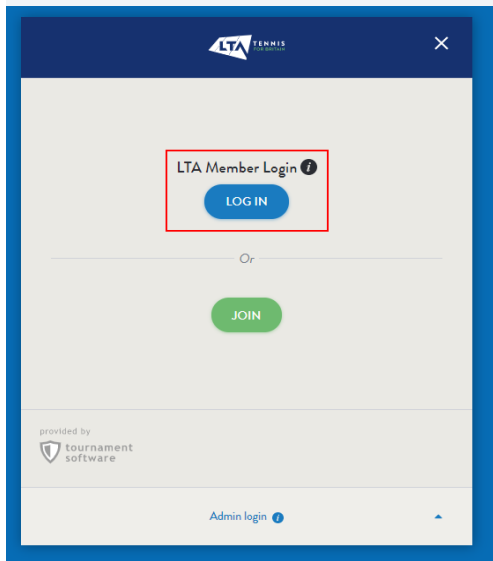 LTA TENNIS
FOR BRITAIN
LTA Member Login i
LOG IN
Or
JOIN
provided by
tournament
software
Admin login i